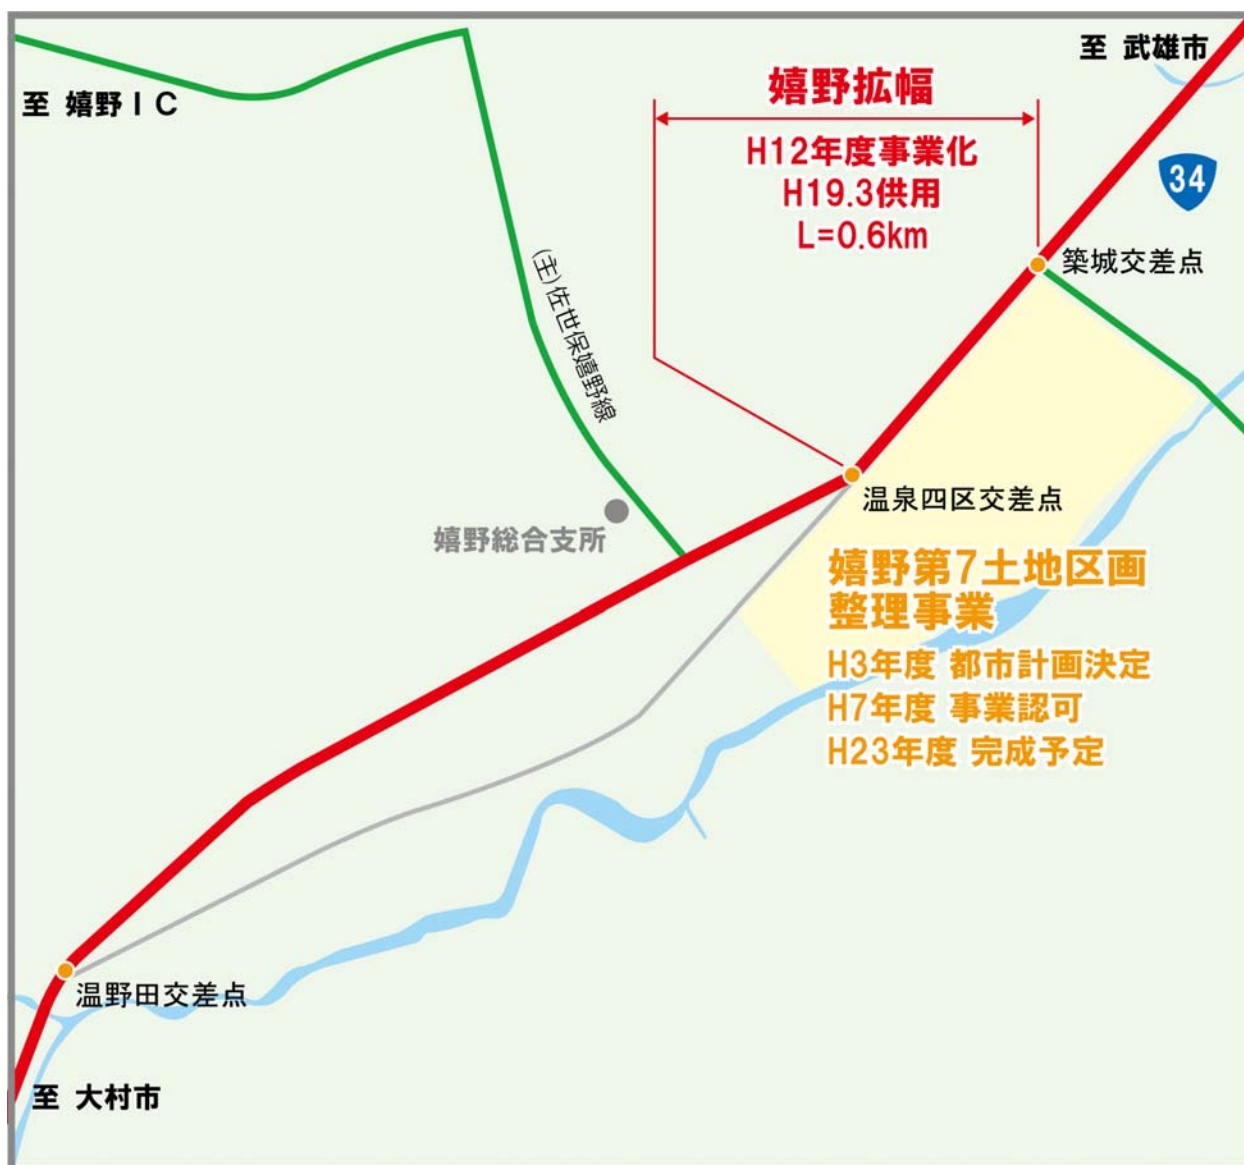 至 武雄市
嬉野拡幅
至 嬉野IC
H12年度事業化
H19.3供用
L=0.6km
34
築城交差点
(主)佐世保嬉野線
温泉四区交差点
嬉野総合支所
嬉野第7土地区画
整理事業
H3年度 都市計画決定
H7年度 事業認可
H23年度 完成予定
温野田交差点
至 大村市